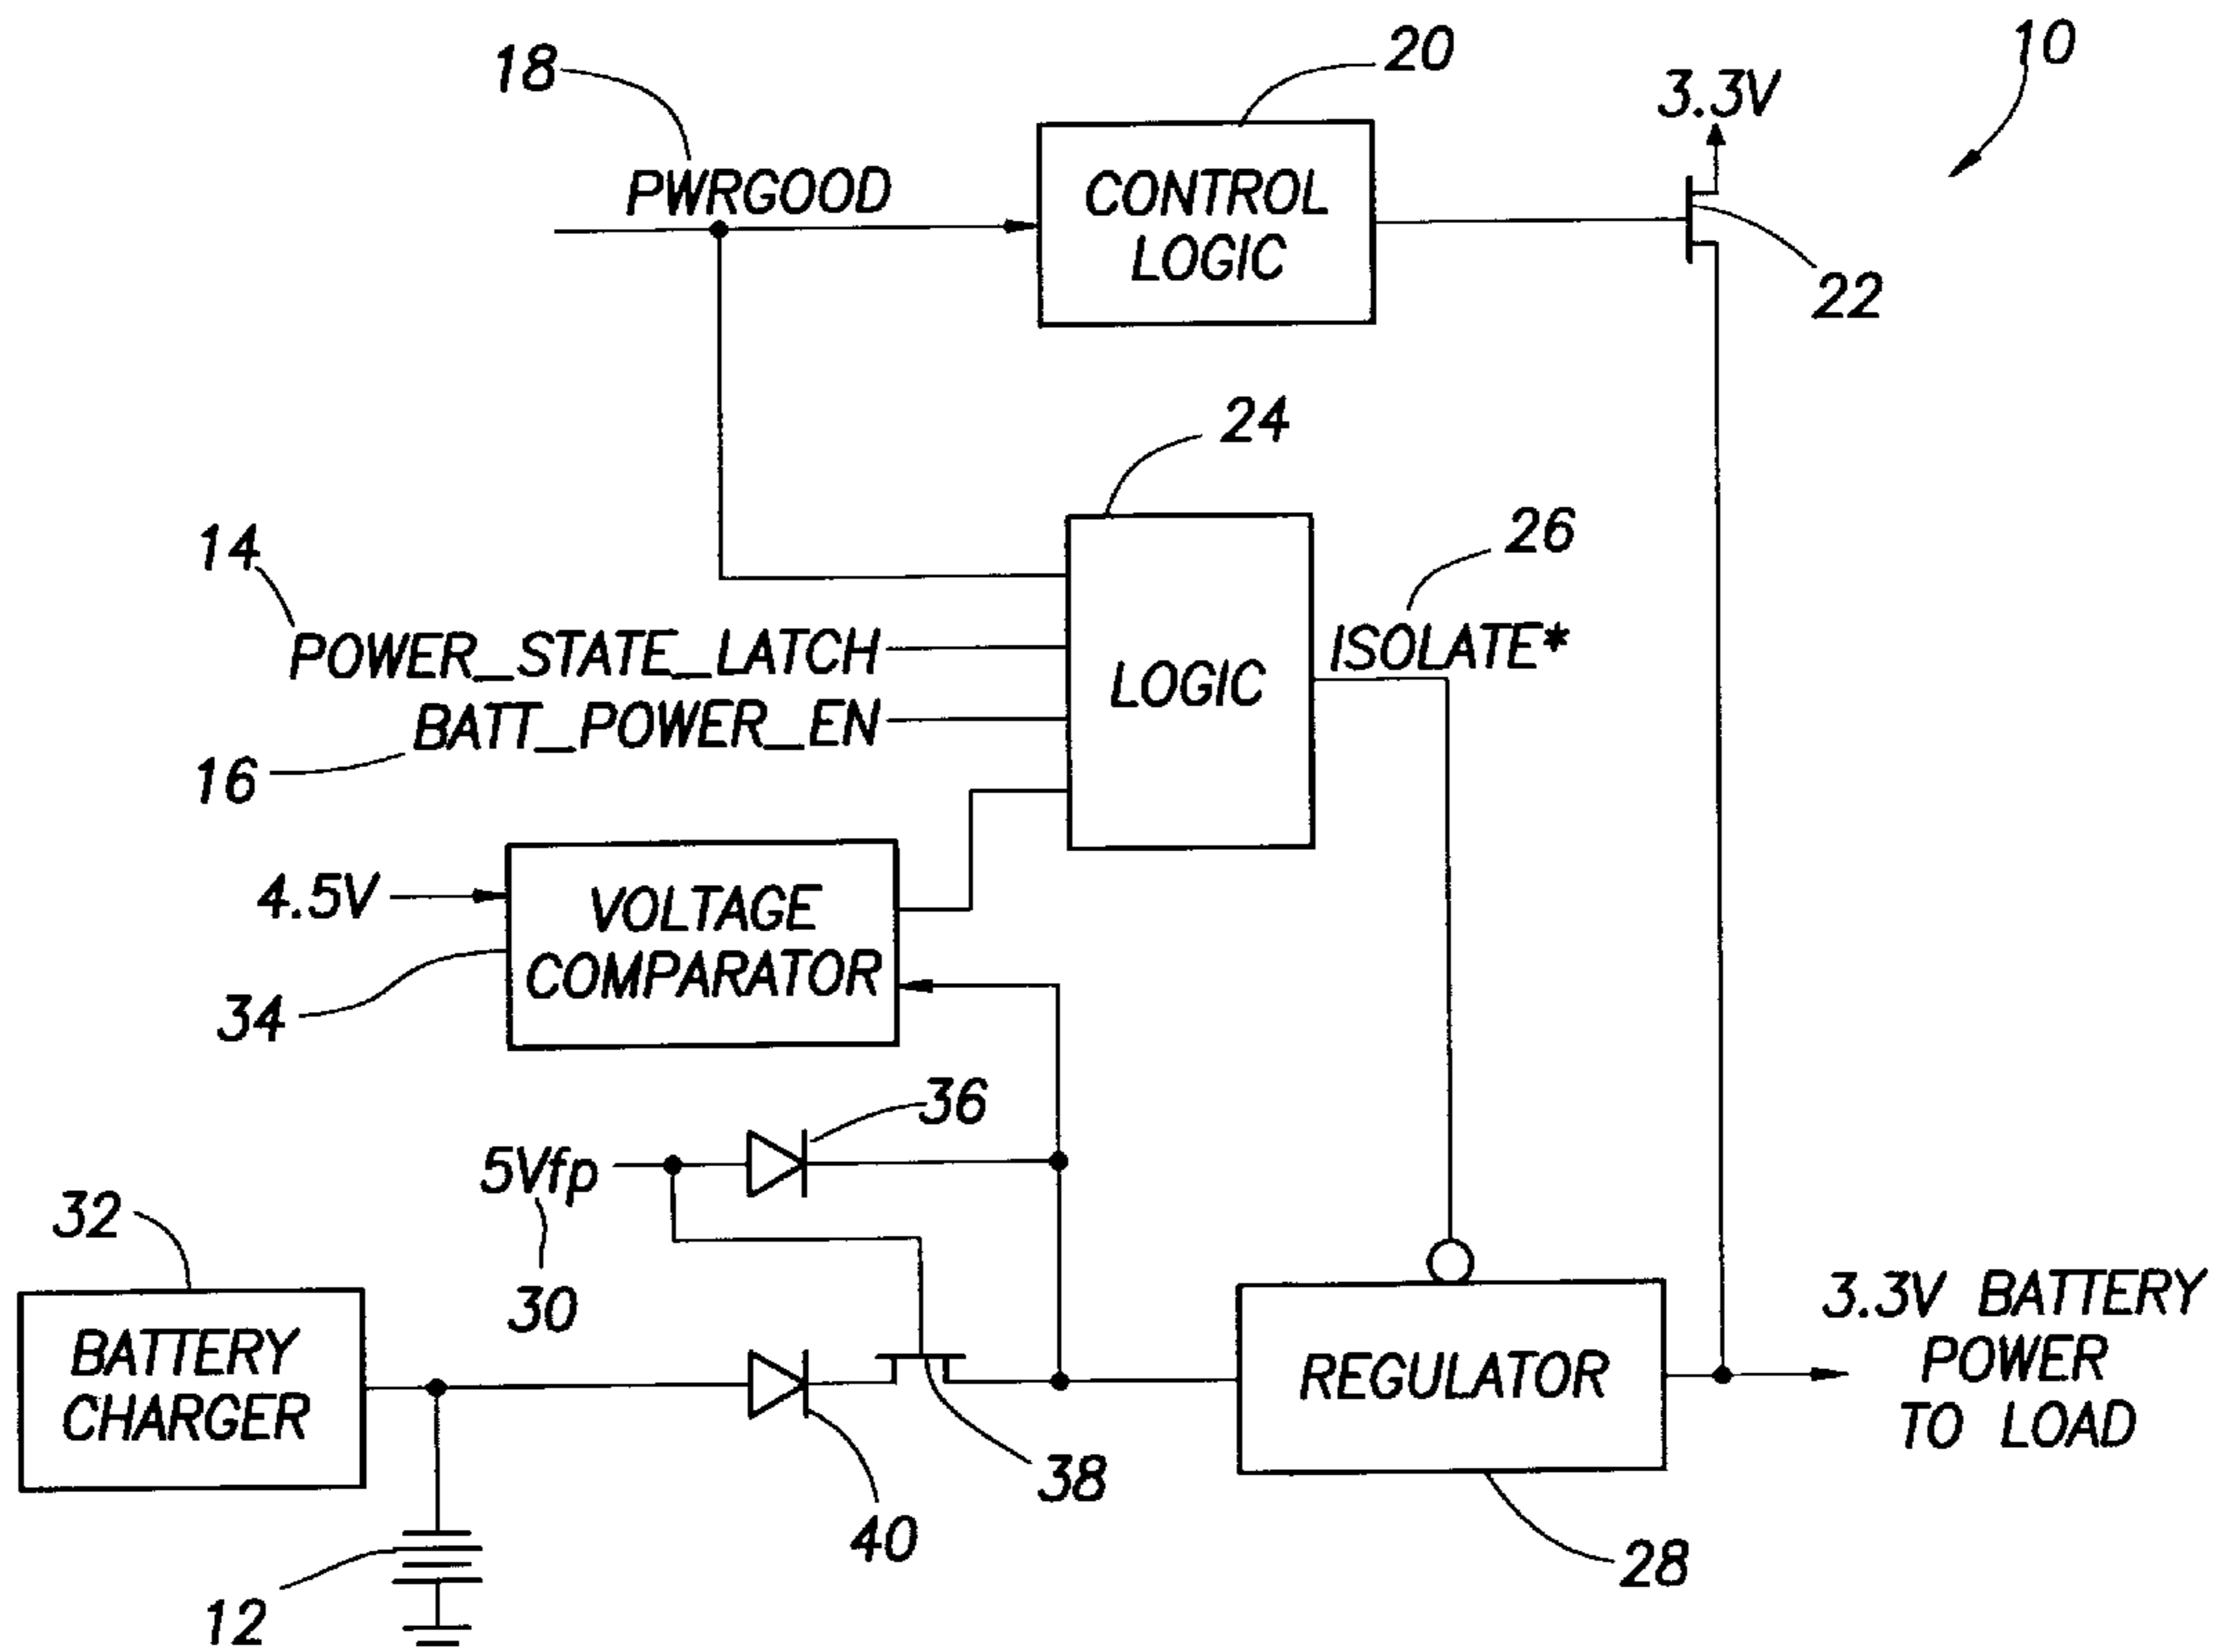 18
20
10
3.3V
PWRGOOD
CONTROL
LOGIC
22
24
14
26
POWER_STATE_LATCH
ISOLATE*
LOGIC
BATT_POWER_EN
16
4.5V
VOLTAGE
COMPARATOR
34
36
5Vfp
32
30
BATTERY
CHARGER
REGULATOR
3.3V BATTERY
POWER
TO LOAD
38
40
28
12